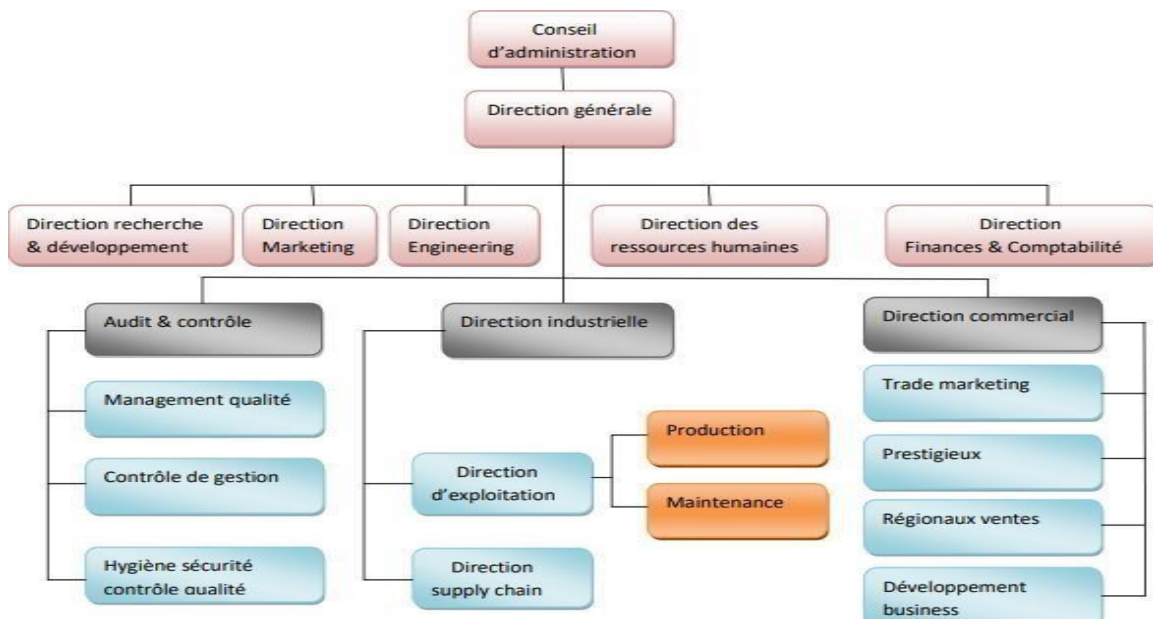 Conseil
d'administration
Direction générale
Direction recherche
& développement
Direction
Marketing
Direction
Engineering
Direction des
ressources humaines
Direction
Finances & Comptabilité
Audit & contrôle
Direction industrielle
Direction commercial
Management qualité
Trade marketing
Production
Contrôle de gestion
Direction
d'exploitation
Prestigieux
Maintenance
Régionaux ventes
Hygiène sécurité
contrôle qualité
Direction
supply chain
Développement
business